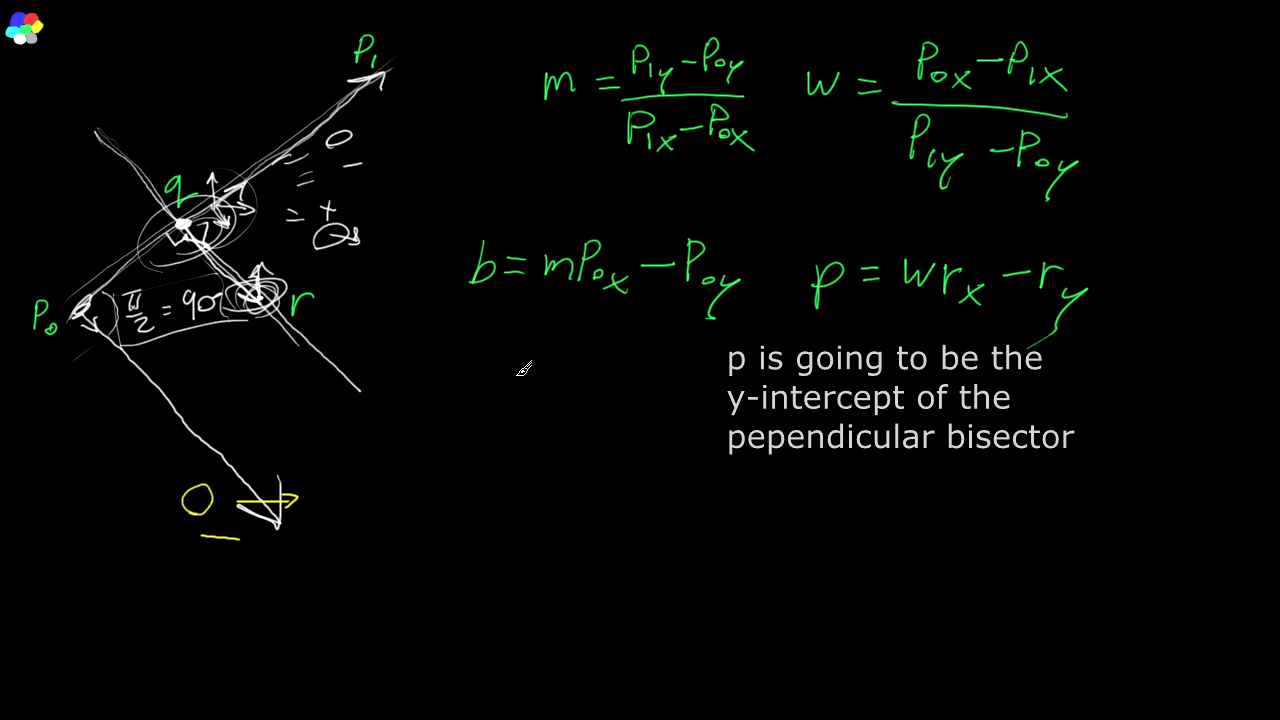 P₁
m = (P₁y − P₀y) / (P₁x − P₀x)
w = (P₀x − P₁x) / (P₁y − P₀y)
q
= 0
=
= +
b = mP₀x − P₀y
p = wrx − ry
P₀
π/2 = 90
r
p is going to be the
y-intercept of the
pependicular bisector